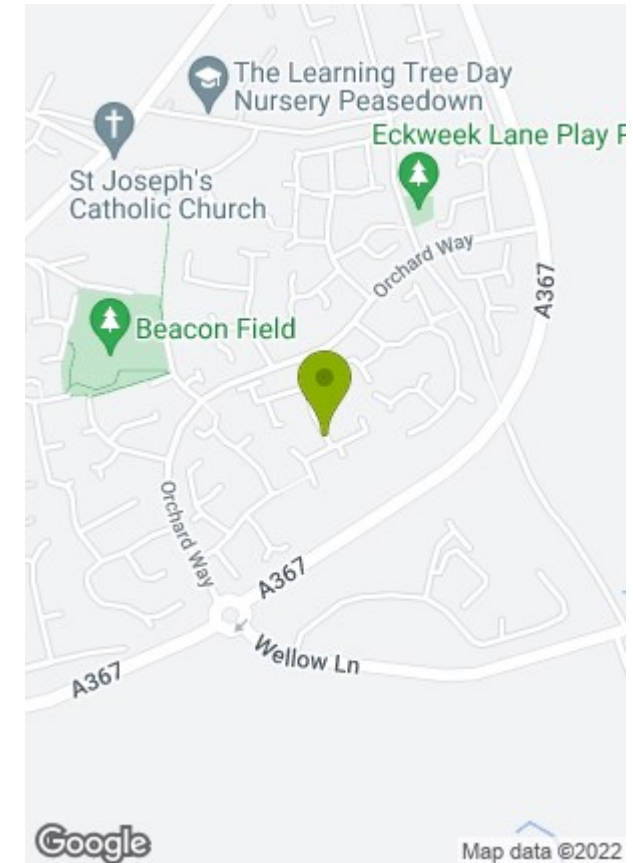 The Learning Tree Day
Nursery Peasedown
Eckweek Lane Play
St Joseph's
Catholic Church
Orchard Way
A367
Beacon Field
Orchard Way
A367
Wellow Ln
A367
Google
Map data ©2022